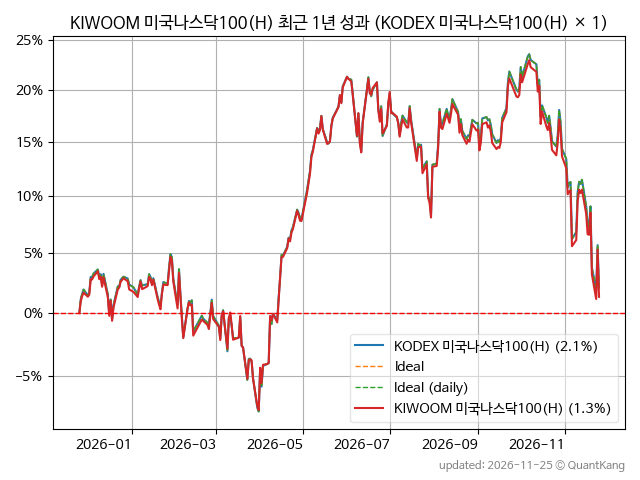 KIWOOM 미국나스닥100(H) 최근 1년 성과 (KODEX 미국나스닥100(H) × 1)
25%
20%
15%
10%
5%
0%
−5%
KODEX 미국나스닥100(H) (2.1%)
Ideal
Ideal (daily)
KIWOOM 미국나스닥100(H) (1.3%)
2026-01 2026-03 2026-05 2026-07 2026-09 2026-11
updated: 2026-11-25 © QuantKang